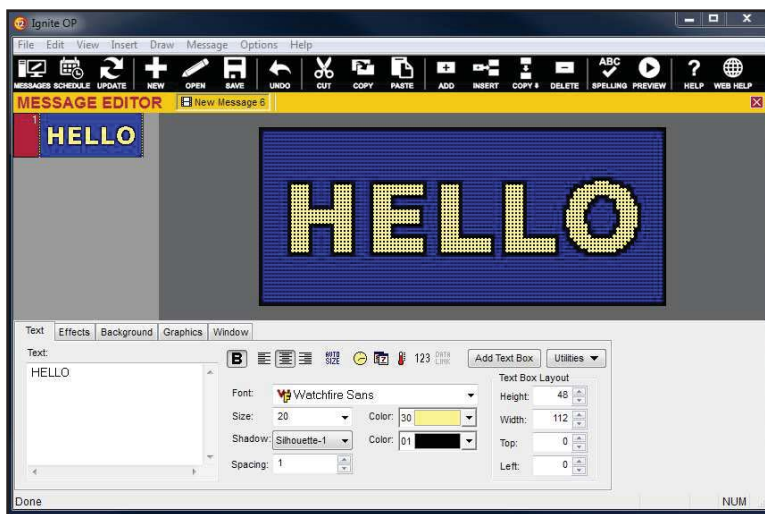 Ignite OP
File Edit View Insert Draw Message Options Help
MESSAGES SCHEDULE UPDATE NEW OPEN SAVE UNDO CUT COPY PASTE ADD INSERT COPY DELETE ABC SPELLING PREVIEW ? HELP WEB HELP
MESSAGE EDITOR New Message 6
1
HELLO
HELLO
Text Effects Background Graphics Window
Text:
HELLO
B AUTO SIZE 7 123 DATA LINK Add Text Box Utilities
Font: Watchfire Sans
Size: 20 Color: 30
Shadow: Silhouette-1 Color: 01
Spacing: 1
Text Box Layout
Height: 48
Width: 112
Top: 0
Left: 0
Done NUM